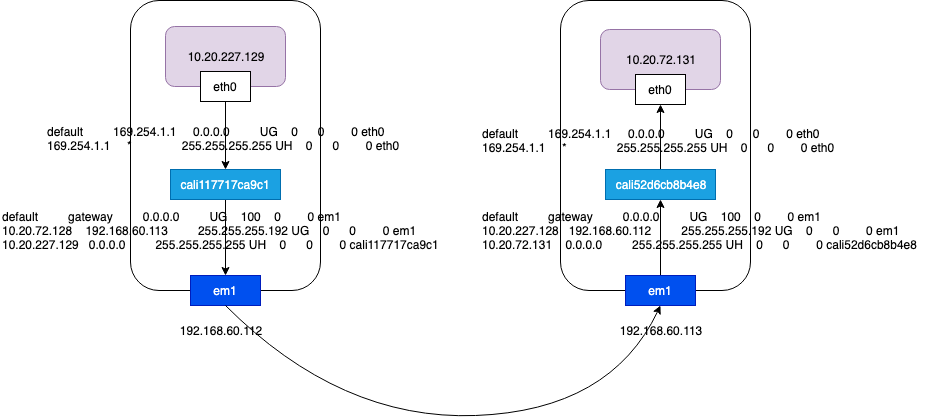 10.20.227.129
eth0
default 169.254.1.1 0.0.0.0 UG 0 0 0 eth0
169.254.1.1 * 255.255.255.255 UH 0 0 0 eth0
cali117717ca9c1
default gateway 0.0.0.0 UG 100 0 0 em1
10.20.72.128 192.168.60.113 255.255.255.192 UG 0 0 0 em1
10.20.227.129 0.0.0.0 255.255.255.255 UH 0 0 0 cali117717ca9c1
em1
192.168.60.112
10.20.72.131
eth0
default 169.254.1.1 0.0.0.0 UG 0 0 0 eth0
169.254.1.1 * 255.255.255.255 UH 0 0 0 eth0
cali52d6cb8b4e8
default gateway 0.0.0.0 UG 100 0 0 em1
10.20.227.128 192.168.60.112 255.255.255.192 UG 0 0 0 em1
10.20.72.131 0.0.0.0 255.255.255.255 UH 0 0 0 cali52d6cb8b4e8
em1
192.168.60.113